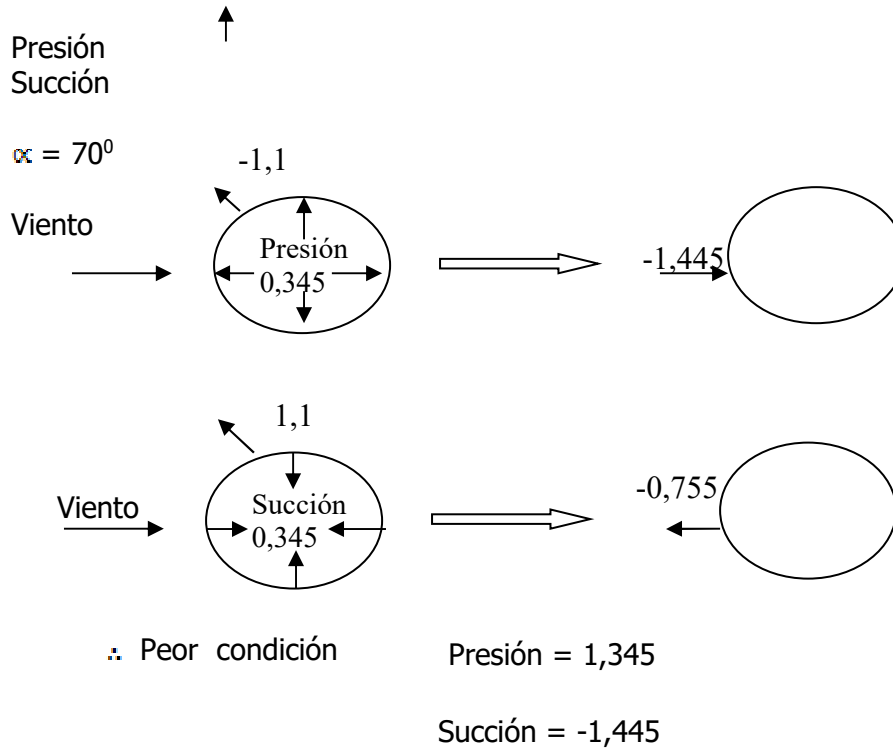 Presión
Succión
∝ = 70⁰
-1,1
Viento
Presión
0,345
-1,445
1,1
-0,755
Viento
Succión
0,345
∴ Peor condición
Presión = 1,345
Succión = -1,445